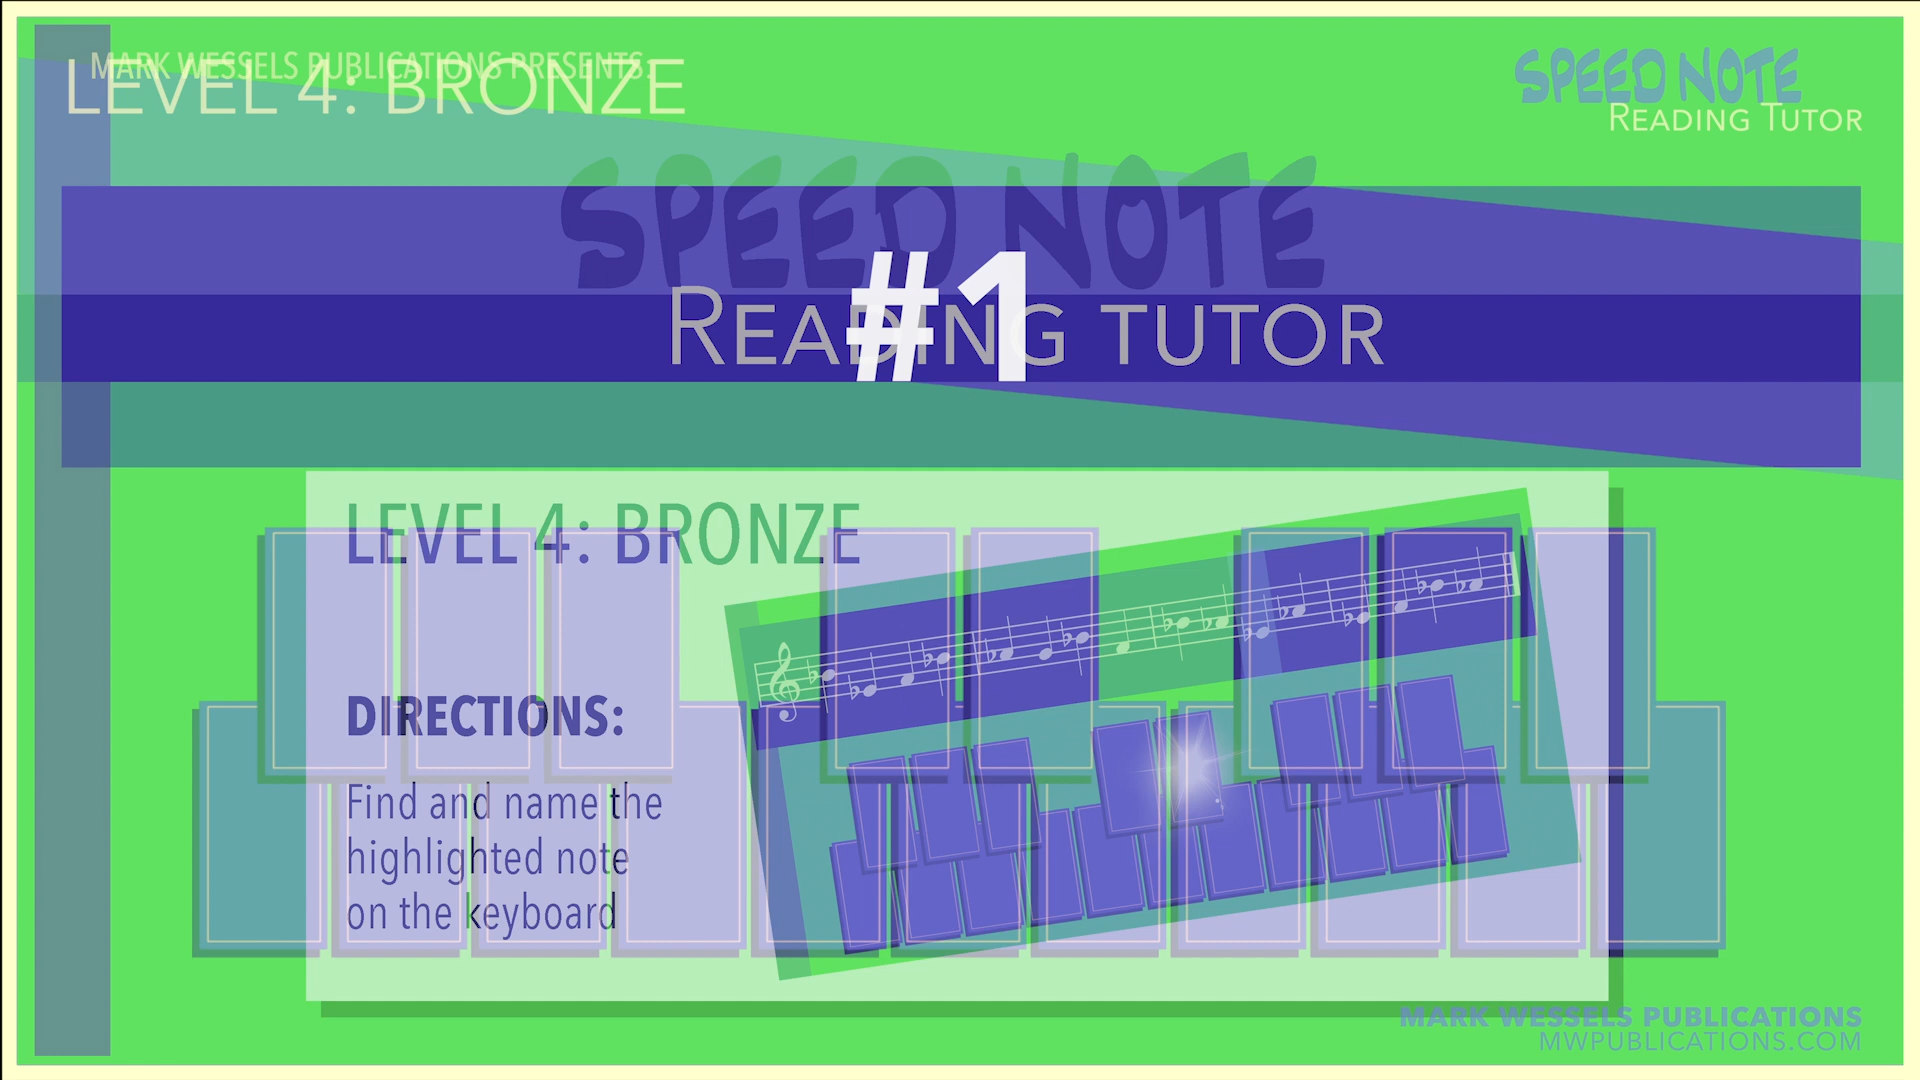 MARK WESSELS PUBLICATIONS PRESENTS:
LEVEL 4: BRONZE
SPEED NOTE
READING TUTOR
SPEED NOTE
READING TUTOR
#1
LEVEL 4: BRONZE
DIRECTIONS:
Find and name the
highlighted note
on the keyboard
MARK WESSELS PUBLICATIONS
MWPUBLICATIONS.COM